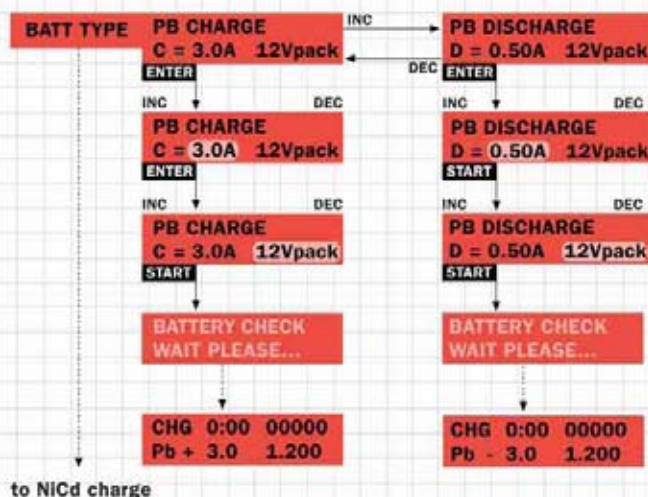 BATT TYPE
PB CHARGE
C = 3.0A 12Vpack
ENTER
INC
DEC
PB DISCHARGE
D = 0.50A 12Vpack
ENTER
INC DEC
PB CHARGE
C = 3.0A 12Vpack
ENTER
INC DEC
PB DISCHARGE
D = 0.50A 12Vpack
START
INC DEC
PB CHARGE
C = 3.0A 12Vpack
START
INC DEC
PB DISCHARGE
D = 0.50A 12Vpack
START
BATTERY CHECK
WAIT PLEASE...
BATTERY CHECK
WAIT PLEASE...
CHG 0:00 00000
Pb + 3.0 1.200
CHG 0:00 00000
Pb - 3.0 1.200
to NiCd charge